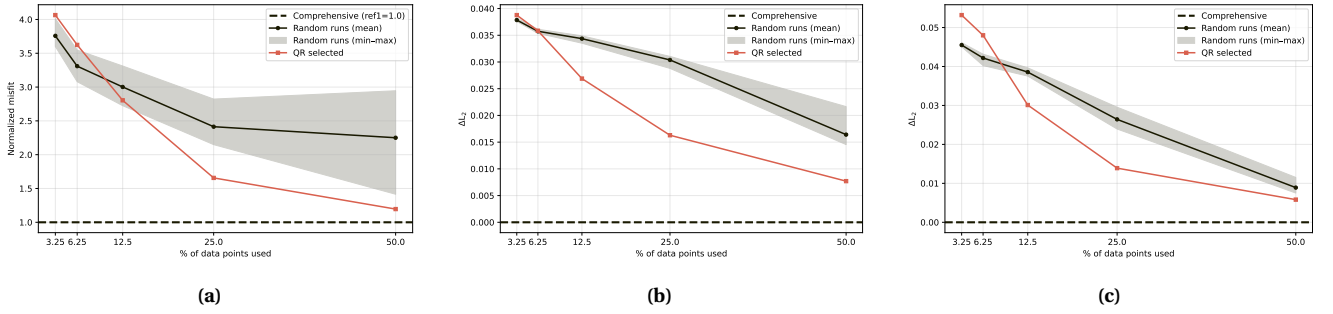 Normalized misfit
4.0
3.5
3.0
2.5
2.0
1.5
1.0
Comprehensive (ref1=1.0)
Random runs (mean)
Random runs (min–max)
QR selected
3.25 6.25 12.5 25.0 50.0
% of data points used
(a)
ΔL₂
0.040
0.035
0.030
0.025
0.020
0.015
0.010
0.005
0.000
Comprehensive
Random runs (mean)
Random runs (min–max)
QR selected
3.25 6.25 12.5 25.0 50.0
% of data points used
(b)
ΔL₂
0.05
0.04
0.03
0.02
0.01
0.00
Comprehensive
Random runs (mean)
Random runs (min–max)
QR selected
3.25 6.25 12.5 25.0 50.0
% of data points used
(c)